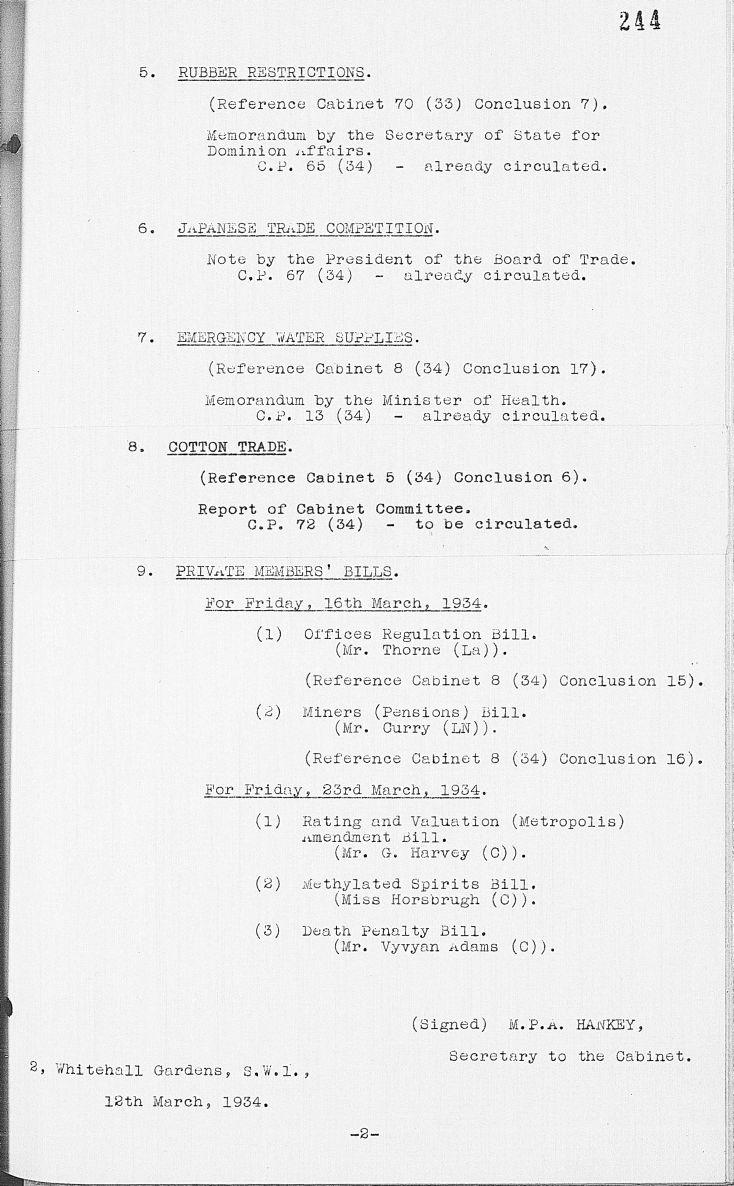 244
5. RUBBER RESTRICTIONS.
(Reference Cabinet 70 (33) Conclusion 7).
Memorandum by the Secretary of State for
Dominion Affairs.
C.P. 65 (34) - already circulated.
6. JAPANESE TRADE COMPETITION.
Note by the President of the Board of Trade.
C.P. 67 (34) - already circulated.
7. EMERGENCY WATER SUPPLIES.
(Reference Cabinet 8 (34) Conclusion 17).
Memorandum by the Minister of Health.
C.P. 13 (34) - already circulated.
8. COTTON TRADE.
(Reference Cabinet 5 (34) Conclusion 6).
Report of Cabinet Committee.
C.P. 72 (34) - to be circulated.
9. PRIVATE MEMBERS' BILLS.
For Friday, 16th March, 1934.
(1) Offices Regulation Bill.
(Mr. Thorne (La)).
(Reference Cabinet 8 (34) Conclusion 15).
(2) Miners (Pensions) Bill.
(Mr. Curry (LN)).
(Reference Cabinet 8 (34) Conclusion 16).
For Friday, 23rd March, 1934.
(1) Rating and Valuation (Metropolis)
Amendment Bill.
(Mr. G. Harvey (C)).
(2) Methylated Spirits Bill.
(Miss Horsbrugh (C)).
(3) Death Penalty Bill.
(Mr. Vyvyan Adams (C)).
(Signed) M.P.A. HANKEY,
Secretary to the Cabinet.
2, Whitehall Gardens, S.W.1.,
12th March, 1934.
-2-